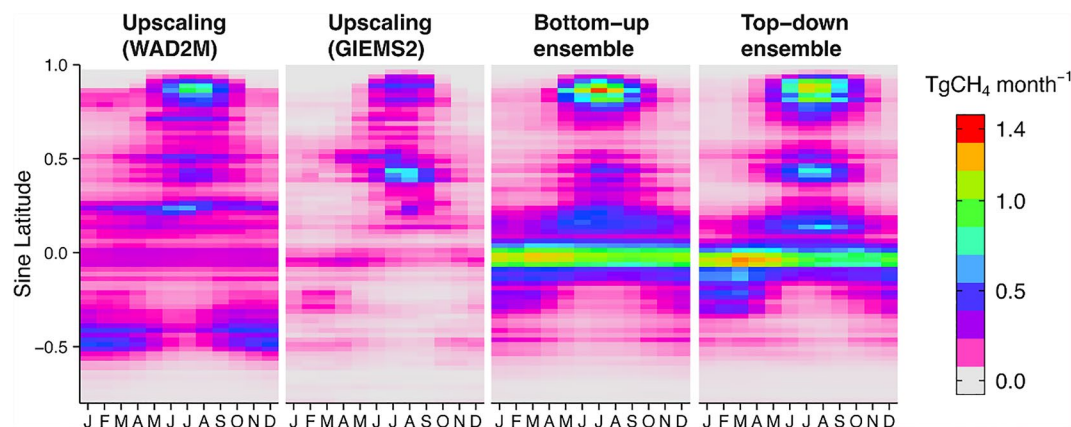 Upscaling (WAD2M)
Upscaling (GIEMS2)
Bottom−up ensemble
Top−down ensemble
TgCH₄ month⁻¹
1.4
1.0
0.5
0.0
Sine Latitude
1.0
0.5
0.0
−0.5
J F M A M J J A S O N D
J F M A M J J A S O N D
J F M A M J J A S O N D
J F M A M J J A S O N D